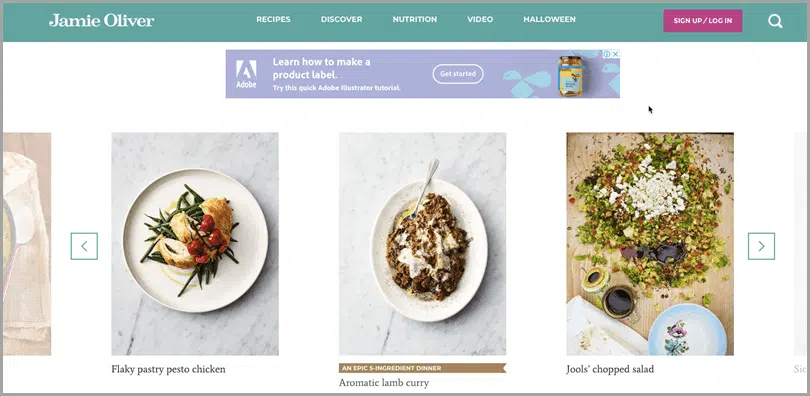 Jamie Oliver
RECIPES
DISCOVER
NUTRITION
VIDEO
HALLOWEEN
SIGN UP / LOG IN
Adobe
Learn how to make a
product label.
Try this quick Adobe Illustrator tutorial.
Get started
Flaky pastry pesto chicken
AN EPIC 5-INGREDIENT DINNER
Aromatic lamb curry
Jools' chopped salad